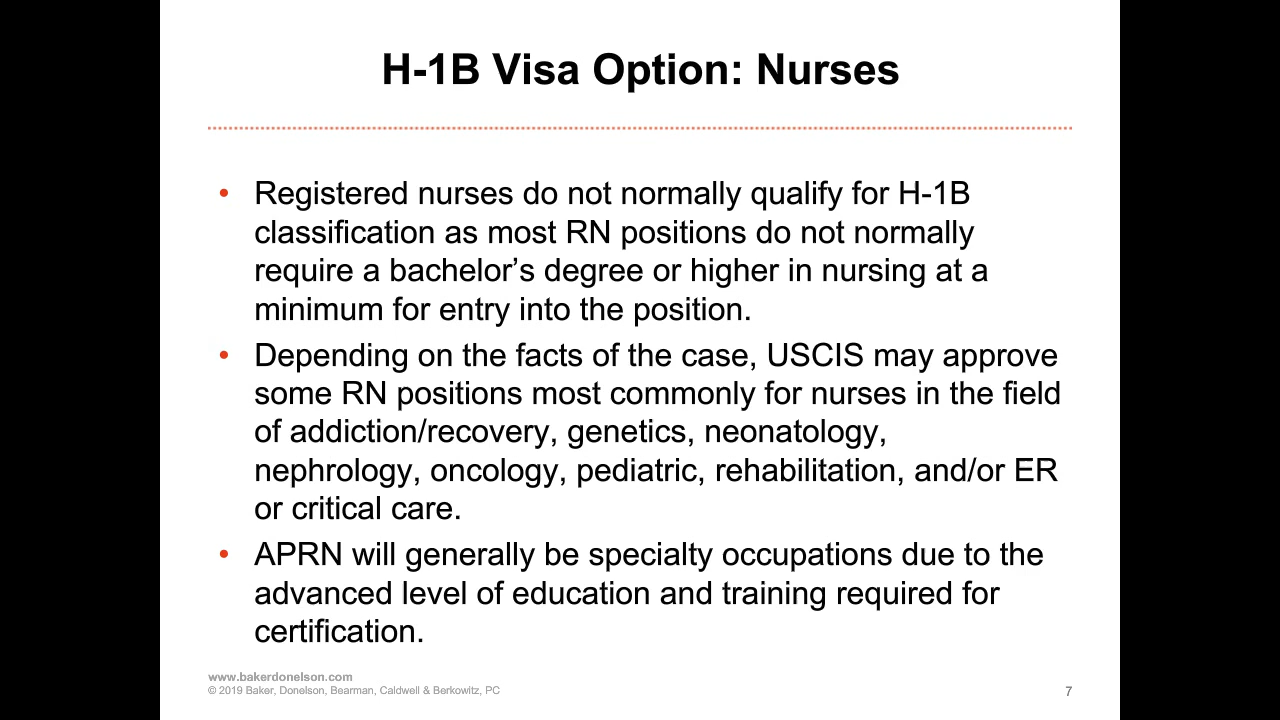 H-1B Visa Option: Nurses
• Registered nurses do not normally qualify for H-1B
classification as most RN positions do not normally
require a bachelor’s degree or higher in nursing at a
minimum for entry into the position.
• Depending on the facts of the case, USCIS may approve
some RN positions most commonly for nurses in the field
of addiction/recovery, genetics, neonatology,
nephrology, oncology, pediatric, rehabilitation, and/or ER
or critical care.
• APRN will generally be specialty occupations due to the
advanced level of education and training required for
certification.
www.bakerdonelson.com
© 2019 Baker, Donelson, Bearman, Caldwell & Berkowitz, PC
7